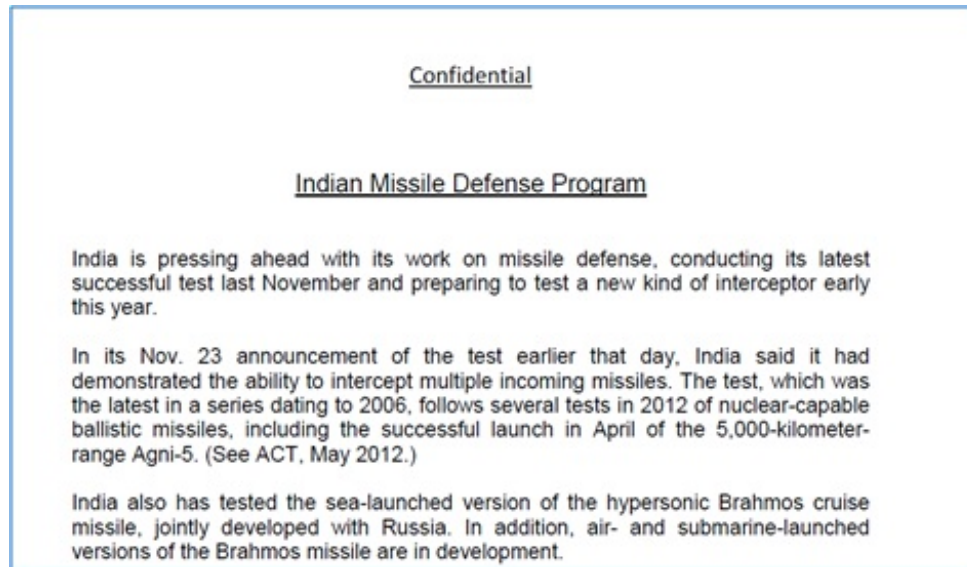 Confidential
Indian Missile Defense Program
India is pressing ahead with its work on missile defense, conducting its latest
successful test last November and preparing to test a new kind of interceptor early
this year.
In its Nov. 23 announcement of the test earlier that day, India said it had
demonstrated the ability to intercept multiple incoming missiles. The test, which was
the latest in a series dating to 2006, follows several tests in 2012 of nuclear-capable
ballistic missiles, including the successful launch in April of the 5,000-kilometer-
range Agni-5. (See ACT, May 2012.)
India also has tested the sea-launched version of the hypersonic Brahmos cruise
missile, jointly developed with Russia. In addition, air- and submarine-launched
versions of the Brahmos missile are in development.